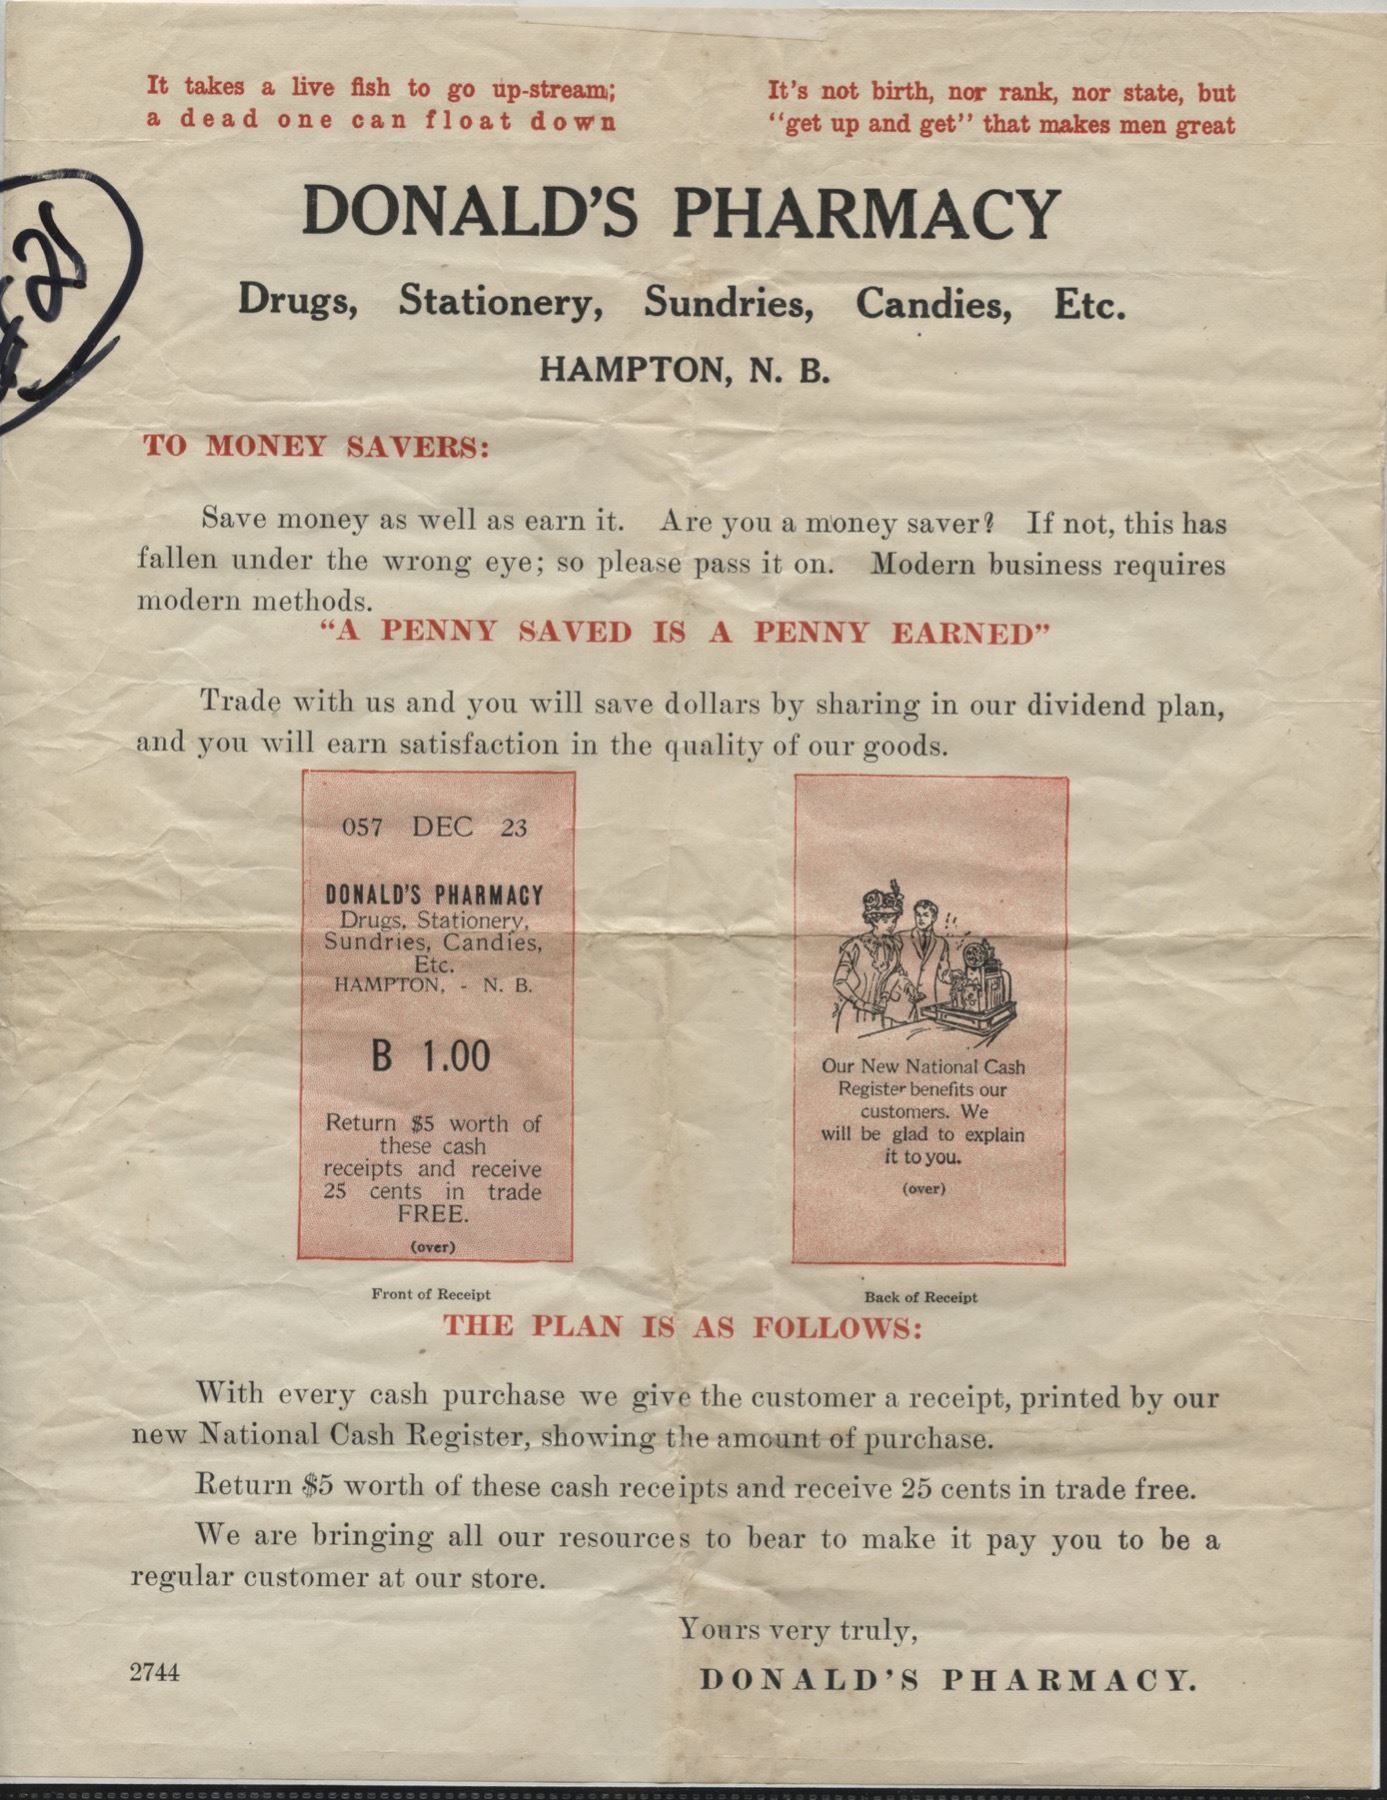 It takes a live fish to go up-stream;
a dead one can float down
It's not birth, nor rank, nor state, but
"get up and get" that makes men great
DONALD'S PHARMACY
Drugs, Stationery, Sundries, Candies, Etc.
HAMPTON, N. B.
TO MONEY SAVERS:
Save money as well as earn it. Are you a money saver? If not, this has
fallen under the wrong eye; so please pass it on. Modern business requires
modern methods.
"A PENNY SAVED IS A PENNY EARNED"
Trade with us and you will save dollars by sharing in our dividend plan,
and you will earn satisfaction in the quality of our goods.
057 DEC 23
DONALD'S PHARMACY
Drugs, Stationery,
Sundries, Candies,
Etc.
HAMPTON, - N. B.
B 1.00
Return $5 worth of
these cash
receipts and receive
25 cents in trade
FREE.
(over)
Front of Receipt
Our New National Cash
Register benefits our
customers. We
will be glad to explain
it to you.
(over)
Back of Receipt
THE PLAN IS AS FOLLOWS:
With every cash purchase we give the customer a receipt, printed by our
new National Cash Register, showing the amount of purchase.
Return $5 worth of these cash receipts and receive 25 cents in trade free.
We are bringing all our resources to bear to make it pay you to be a
regular customer at our store.
Yours very truly,
2744
DONALD'S PHARMACY.